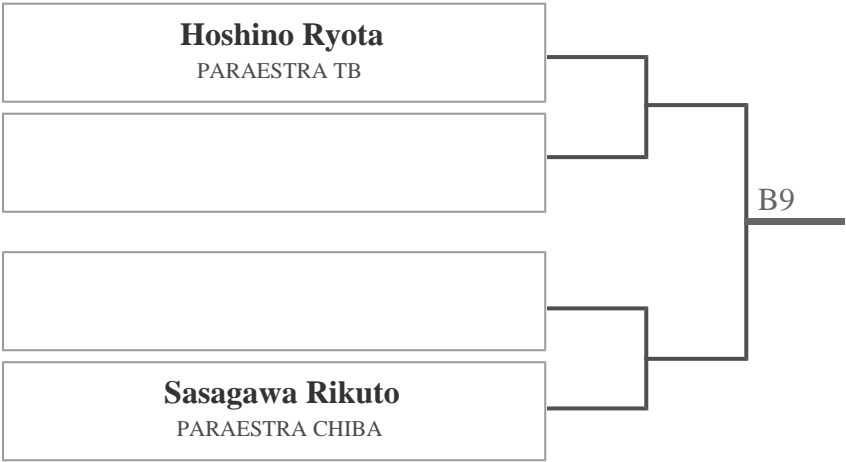 Hoshino Ryota
PARAESTRA TB
B9
Sasagawa Rikuto
PARAESTRA CHIBA